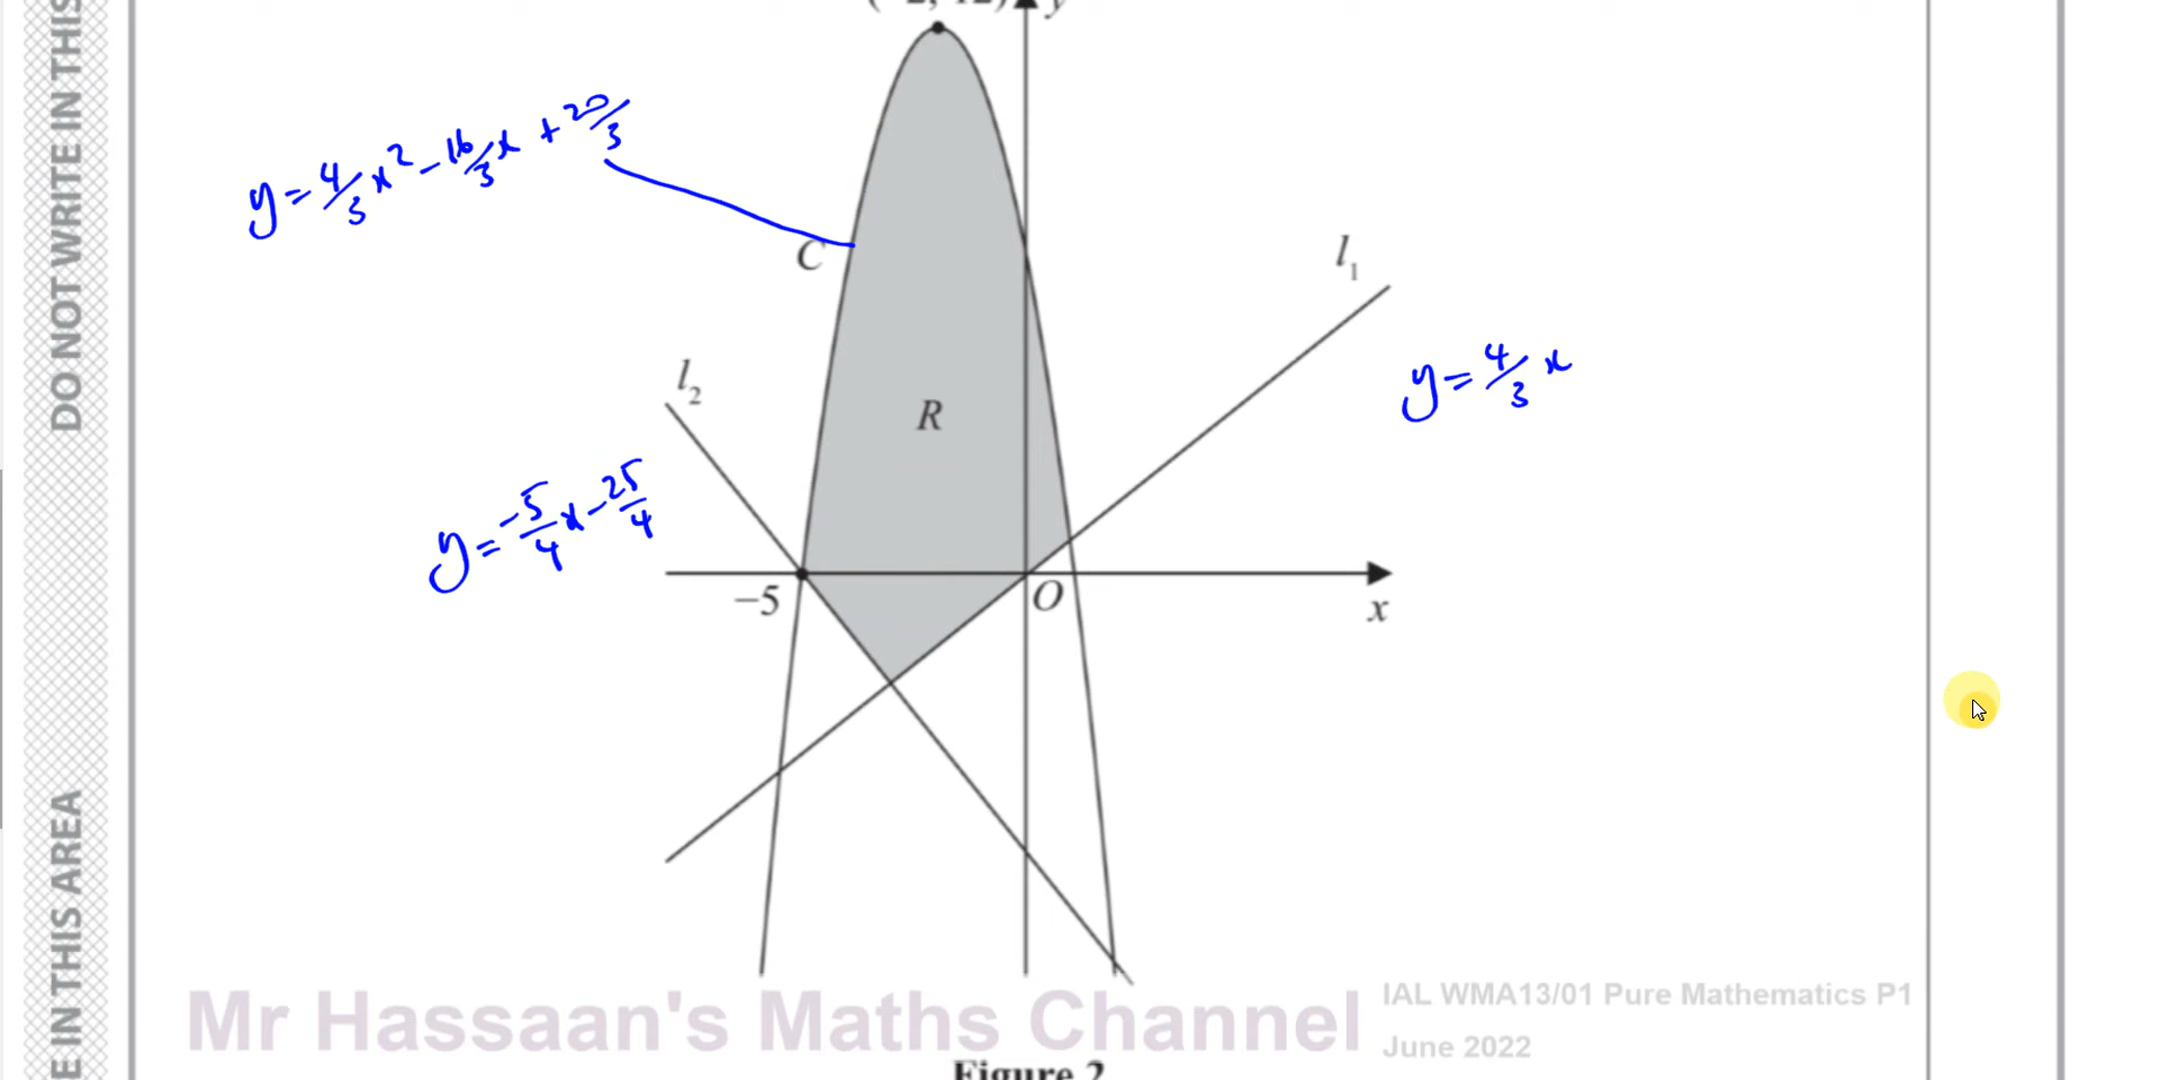 DO NOT WRITE IN THIS
y
y = 4/3 x² - 16/3 x + 20/3
C
l₁
y = 4/3 x
l₂
R
y = -5/4 x - 25/4
-5
O
x
E IN THIS AREA
Mr Hassaan's Maths Channel
IAL WMA13/01 Pure Mathematics P1
June 2022
Figure 2